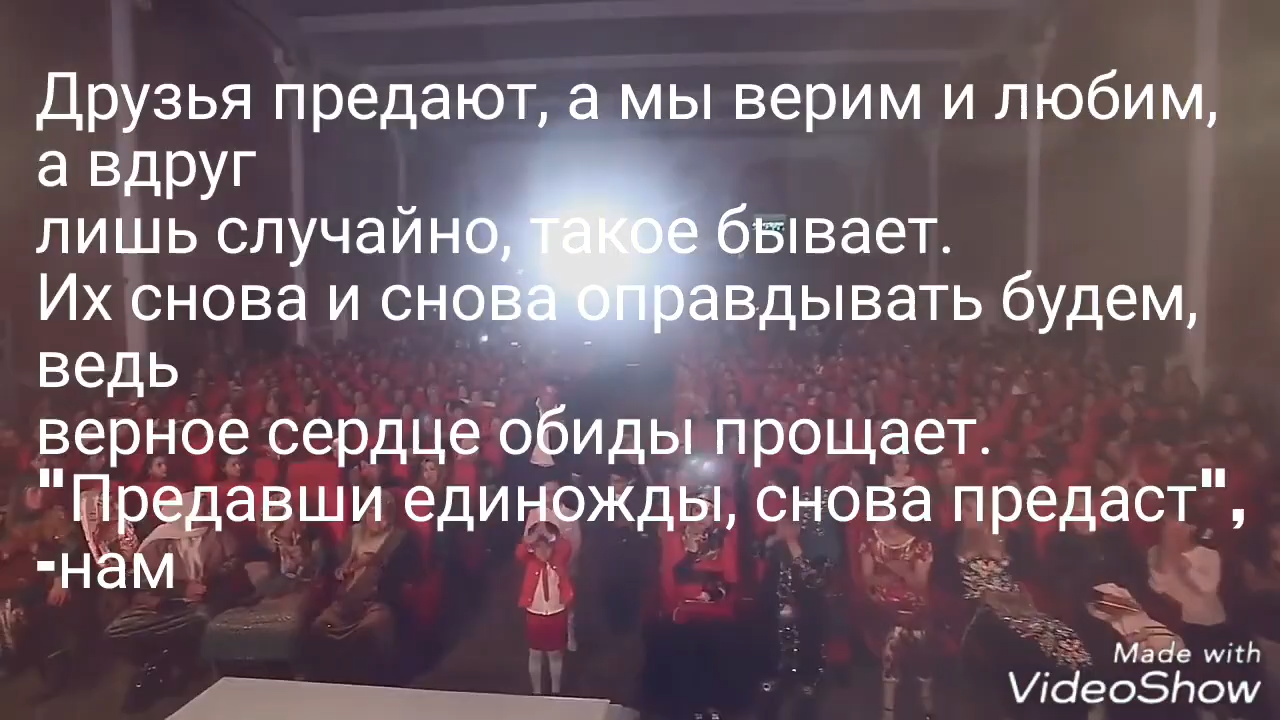 Друзья предают, а мы верим и любим,
а вдруг
лишь случайно, такое бывает.
Их снова и снова оправдывать будем,
ведь
верное сердце обиды прощает.
"Предавши единожды, снова предаст",
-нам
Made with
VideoShow